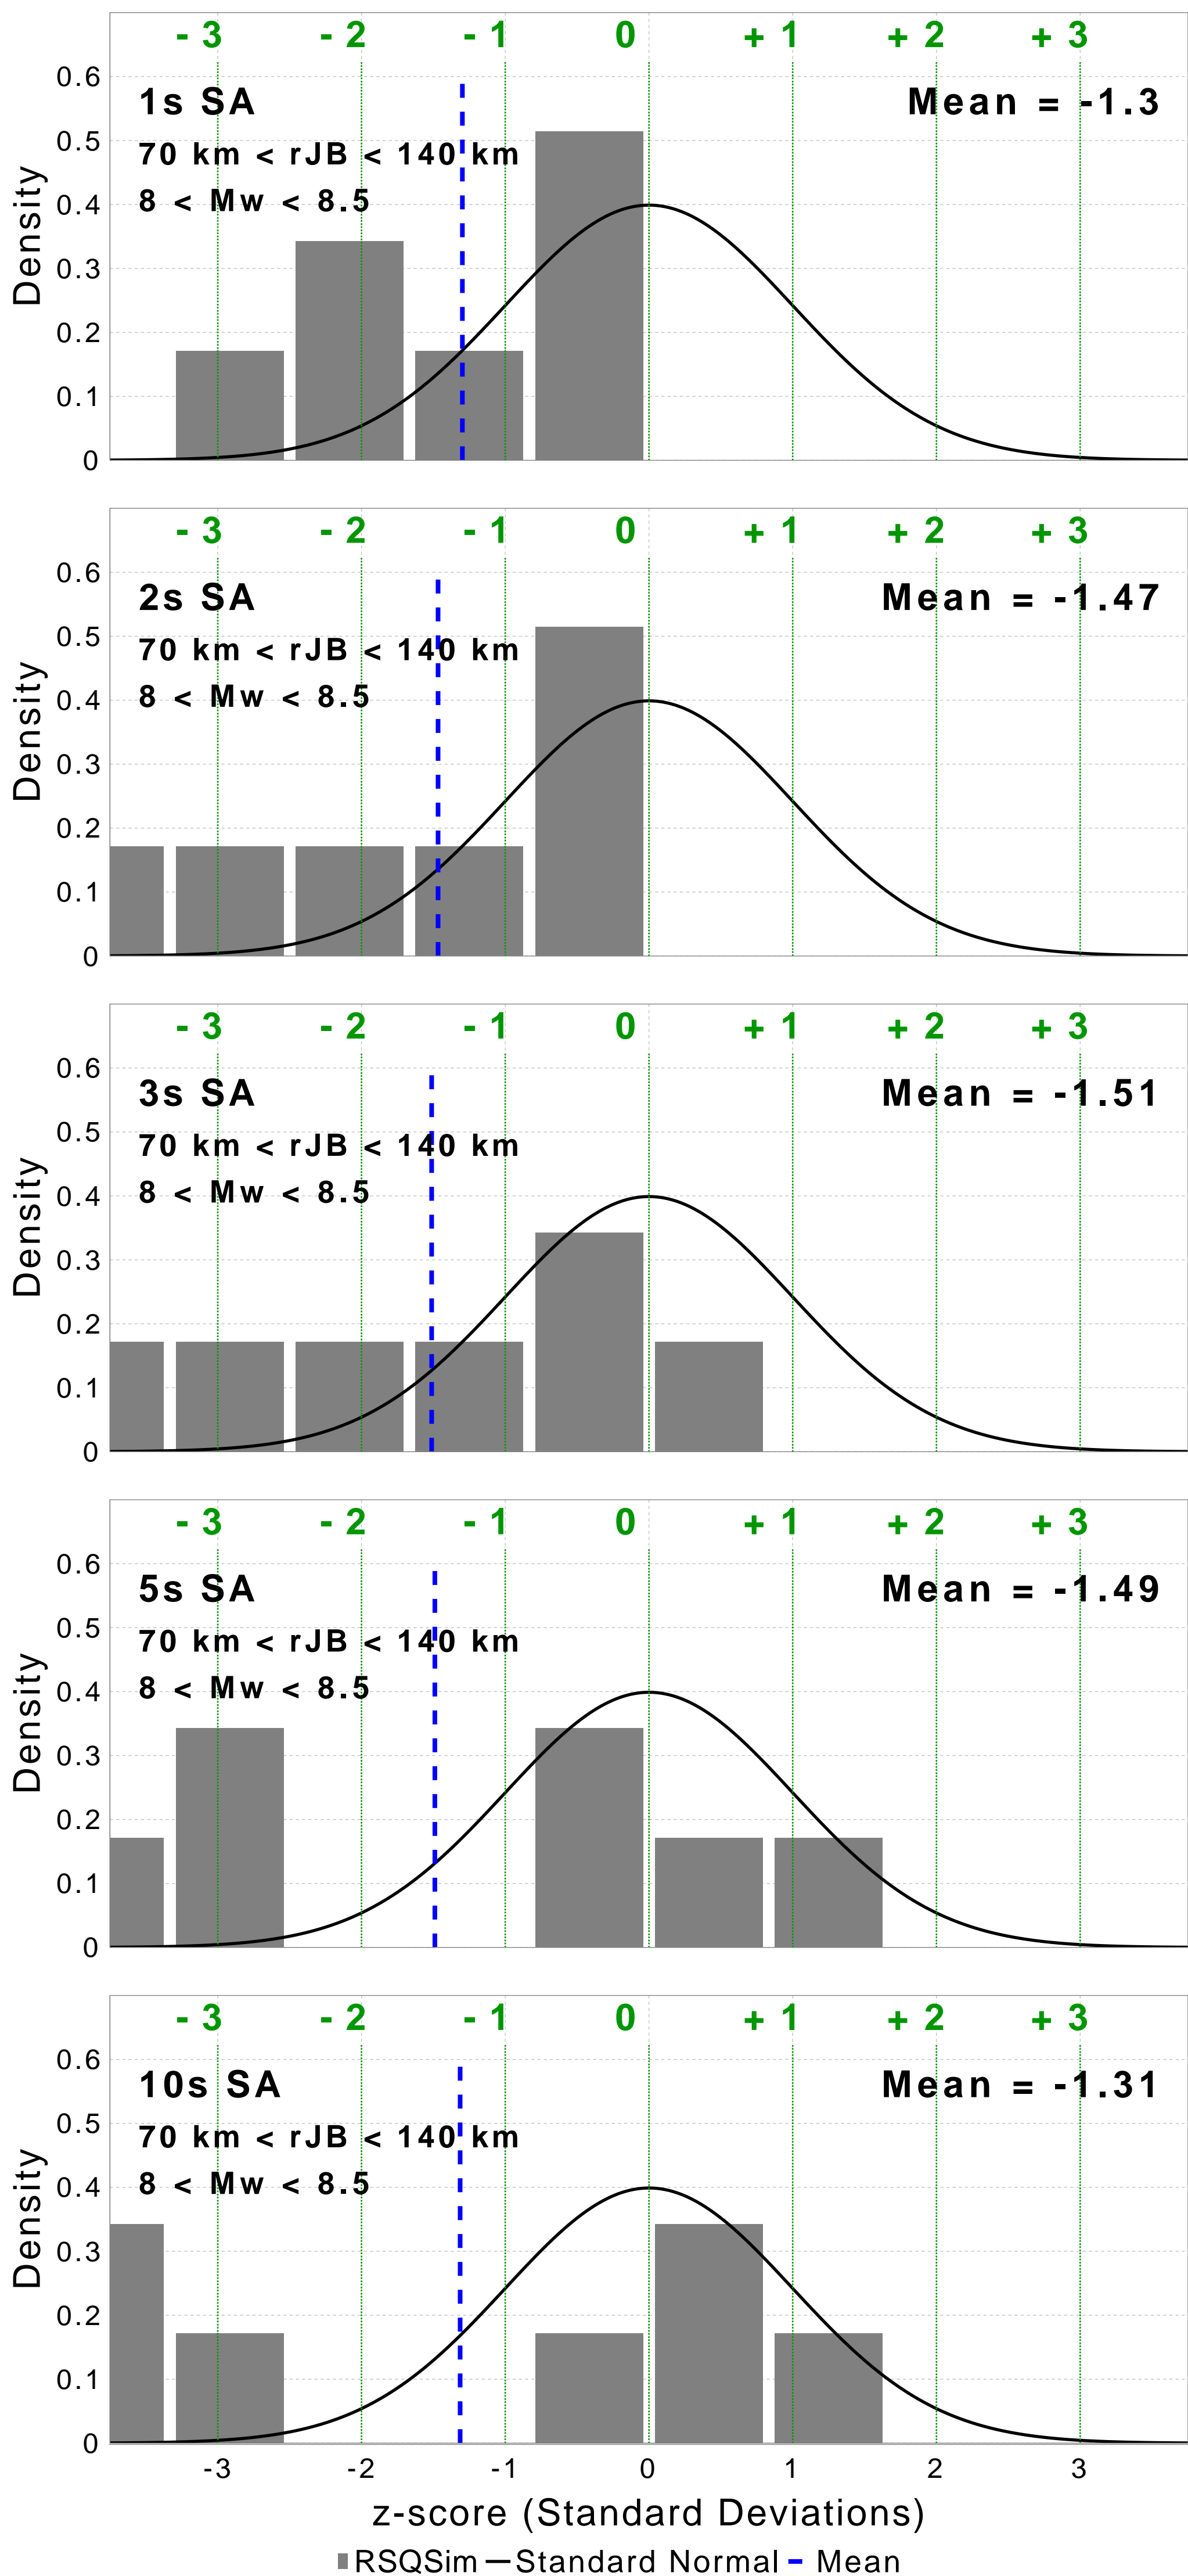 - 3 - 2 - 1 0 + 1 + 2 + 3
0.6
1s SA Mean = -1.3
0.5
70 km < rJB < 140 km
8 < Mw < 8.5
0.4
Density
0.3
0.2
0.1
0
- 3 - 2 - 1 0 + 1 + 2 + 3
0.6
2s SA Mean = -1.47
0.5
70 km < rJB < 140 km
8 < Mw < 8.5
0.4
Density
0.3
0.2
0.1
0
- 3 - 2 - 1 0 + 1 + 2 + 3
0.6
3s SA Mean = -1.51
0.5
70 km < rJB < 140 km
8 < Mw < 8.5
0.4
Density
0.3
0.2
0.1
0
- 3 - 2 - 1 0 + 1 + 2 + 3
0.6
5s SA Mean = -1.49
0.5
70 km < rJB < 140 km
8 < Mw < 8.5
0.4
Density
0.3
0.2
0.1
0
- 3 - 2 - 1 0 + 1 + 2 + 3
0.6
10s SA Mean = -1.31
0.5
70 km < rJB < 140 km
8 < Mw < 8.5
0.4
Density
0.3
0.2
0.1
0
-3 -2 -1 0 1 2 3
z-score (Standard Deviations)
RSQSim Standard Normal Mean